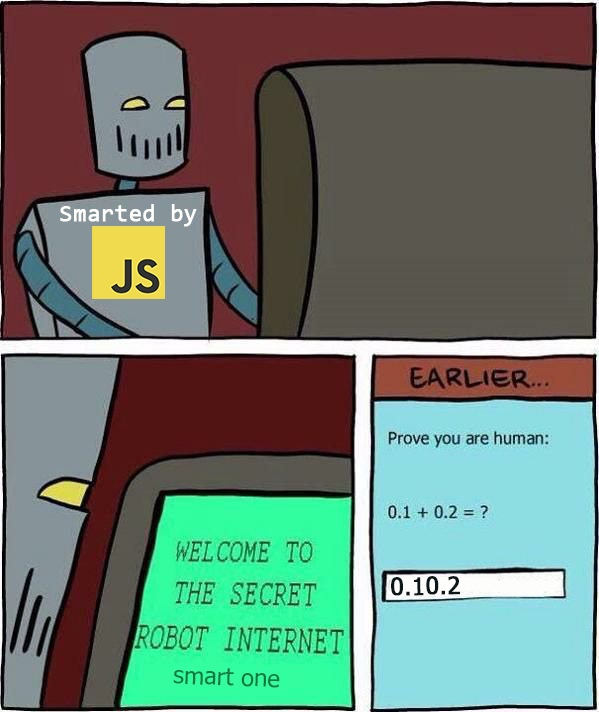 Smarted by
JS
WELCOME TO
THE SECRET
ROBOT INTERNET
smart one
EARLIER...
Prove you are human:
0.1 + 0.2 = ?
0.10.2